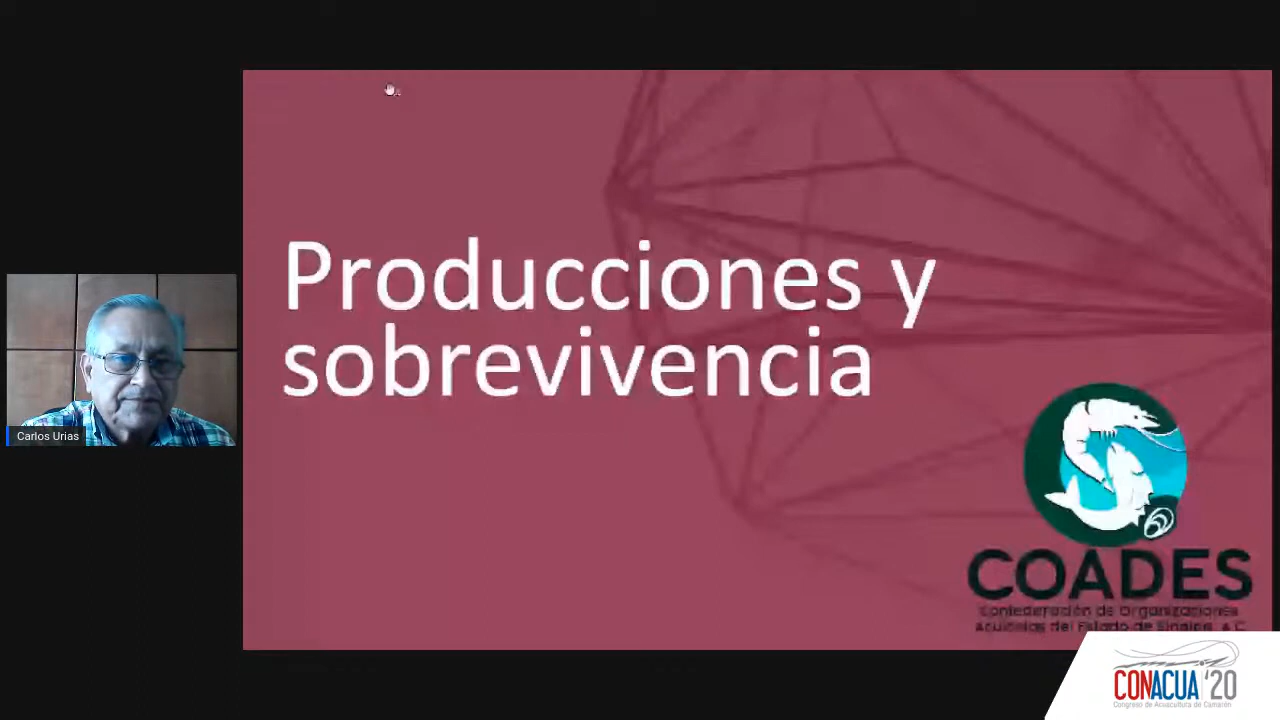 Producciones y
sobrevivencia
Carlos Urias
COADES
Confederación de Organizaciones
Acuícolas del Estado de Sinaloa, A.C.
CONACUA '20
Congreso de Acuacultura de Camarón